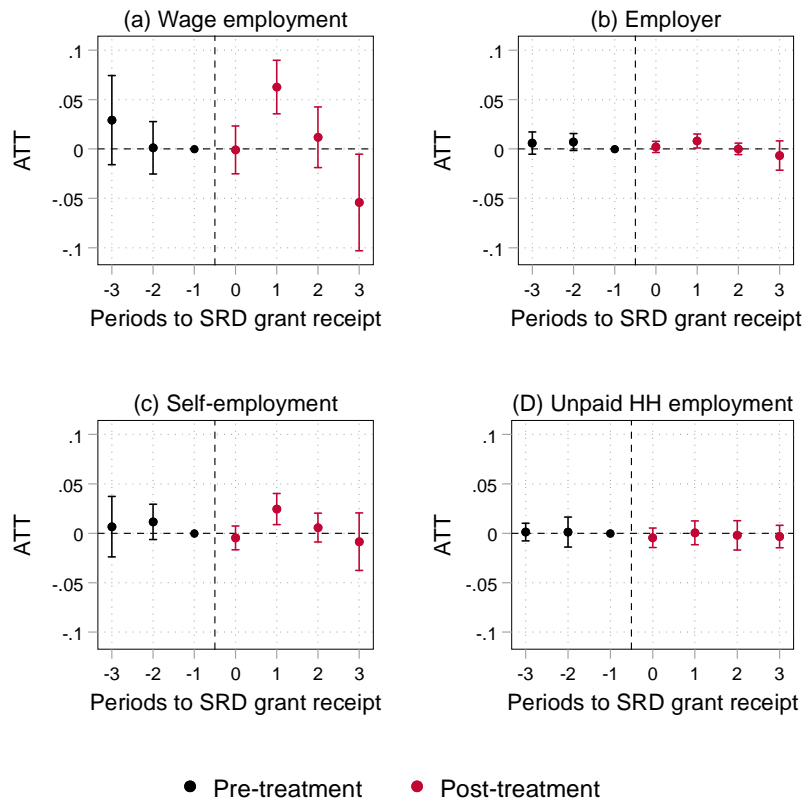 (a) Wage employment
ATT
.1
.05
0
-.05
-.1
-3 -2 -1 0 1 2 3
Periods to SRD grant receipt
(b) Employer
ATT
.1
.05
0
-.05
-.1
-3 -2 -1 0 1 2 3
Periods to SRD grant receipt
(c) Self-employment
ATT
.1
.05
0
-.05
-.1
-3 -2 -1 0 1 2 3
Periods to SRD grant receipt
(D) Unpaid HH employment
ATT
.1
.05
0
-.05
-.1
-3 -2 -1 0 1 2 3
Periods to SRD grant receipt
Pre-treatment Post-treatment